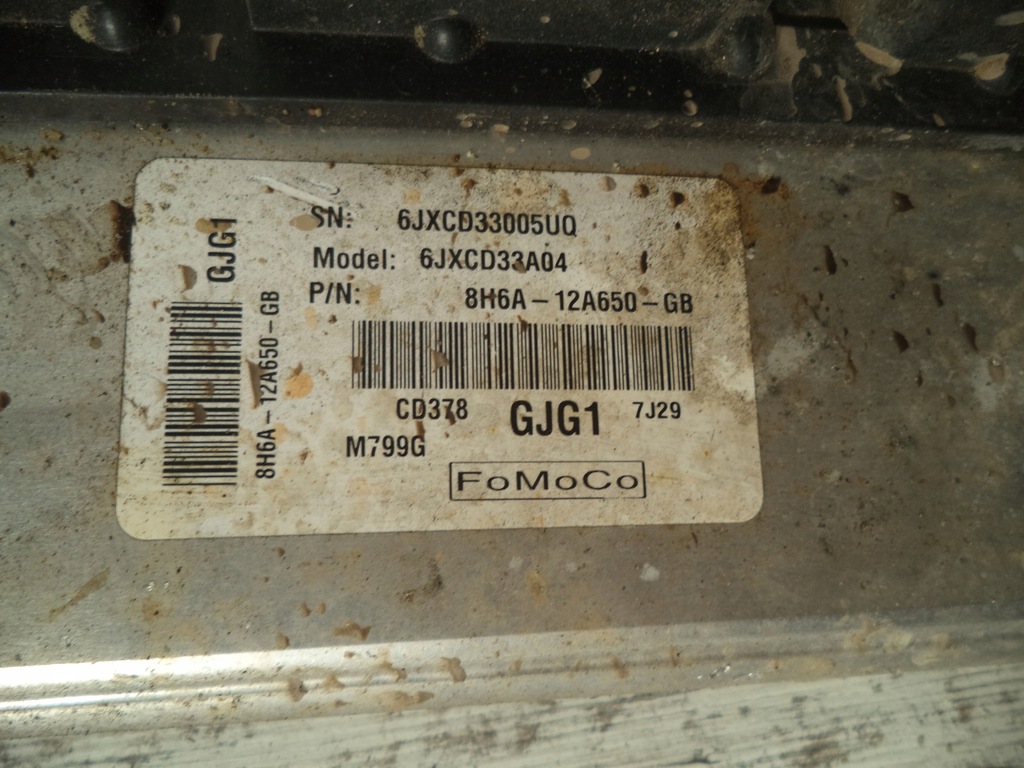 SN: 6JXCD33005UQ
Model: 6JXCD33A04
P/N: 8H6A-12A650-GB
CD378 GJG1 7J29
M799G
FoMoCo
GJG1
8H6A-12A650-GB